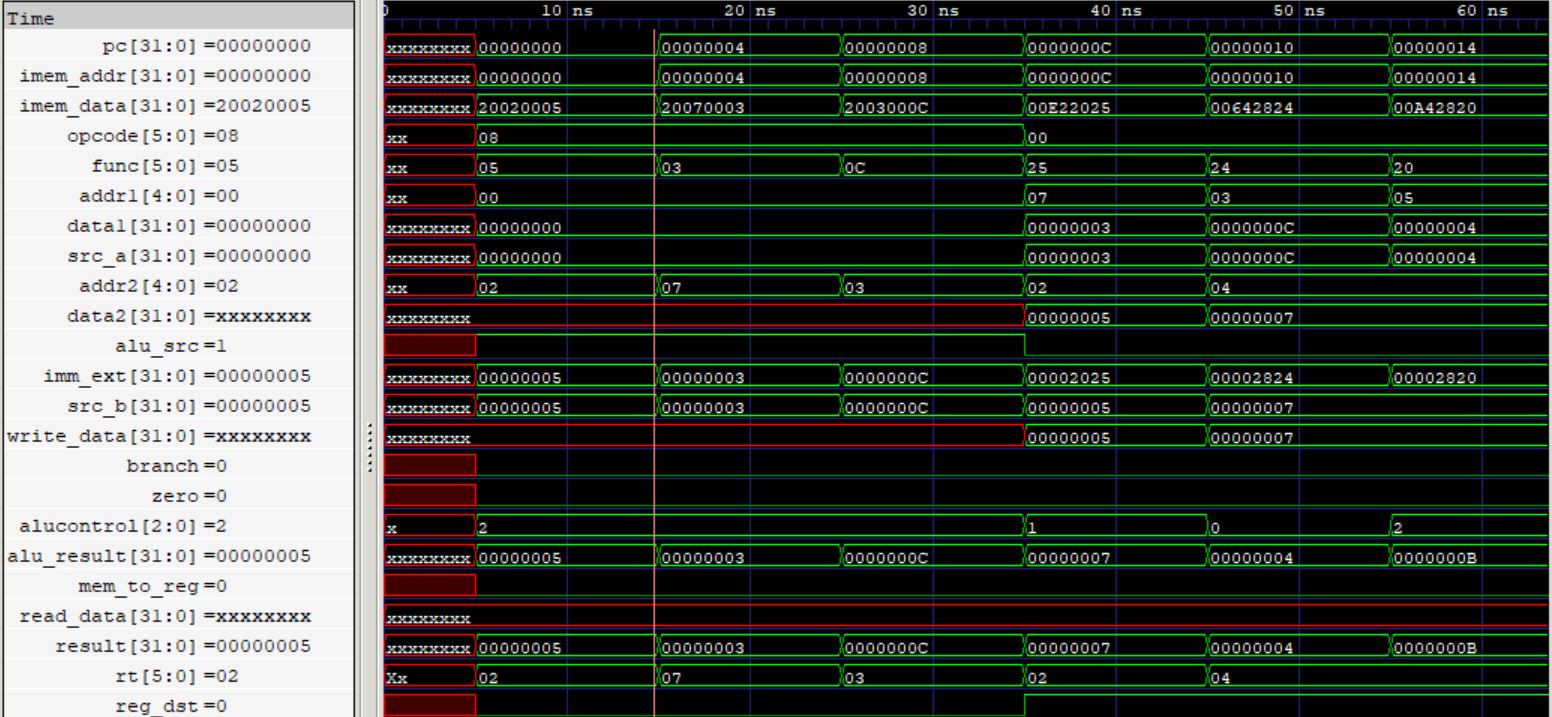 0 10 ns 20 ns 30 ns 40 ns 50 ns 60 ns
Time
pc[31:0] =00000000 xxxxxxxx 00000000 00000004 00000008 0000000C 00000010 00000014
imem_addr[31:0] =00000000 xxxxxxxx 00000000 00000004 00000008 0000000C 00000010 00000014
imem_data[31:0] =20020005 xxxxxxxx 20020005 20070003 2003000C 00E22025 00642824 00A42820
opcode[5:0] =08 xx 08 00
func[5:0] =05 xx 05 03 0C 25 24 20
addr1[4:0] =00 xx 00 07 03 05
data1[31:0] =00000000 xxxxxxxx 00000000 00000003 0000000C 00000004
src_a[31:0] =00000000 xxxxxxxx 00000000 00000003 0000000C 00000004
addr2[4:0] =02 xx 02 07 03 02 04
data2[31:0] =xxxxxxxx xxxxxxxx 00000005 00000007
alu_src =1
imm_ext[31:0] =00000005 xxxxxxxx 00000005 00000003 0000000C 00002025 00002824 00002820
src_b[31:0] =00000005 xxxxxxxx 00000005 00000003 0000000C 00000005 00000007
write_data[31:0] =xxxxxxxx xxxxxxxx 00000005 00000007
branch =0
zero =0
alucontrol[2:0] =2 x 2 1 0 2
alu_result[31:0] =00000005 xxxxxxxx 00000005 00000003 0000000C 00000007 00000004 0000000B
mem_to_reg =0
read_data[31:0] =xxxxxxxx xxxxxxxx
result[31:0] =00000005 xxxxxxxx 00000005 00000003 0000000C 00000007 00000004 0000000B
rt[5:0] =02 Xx 02 07 03 02 04
reg_dst =0